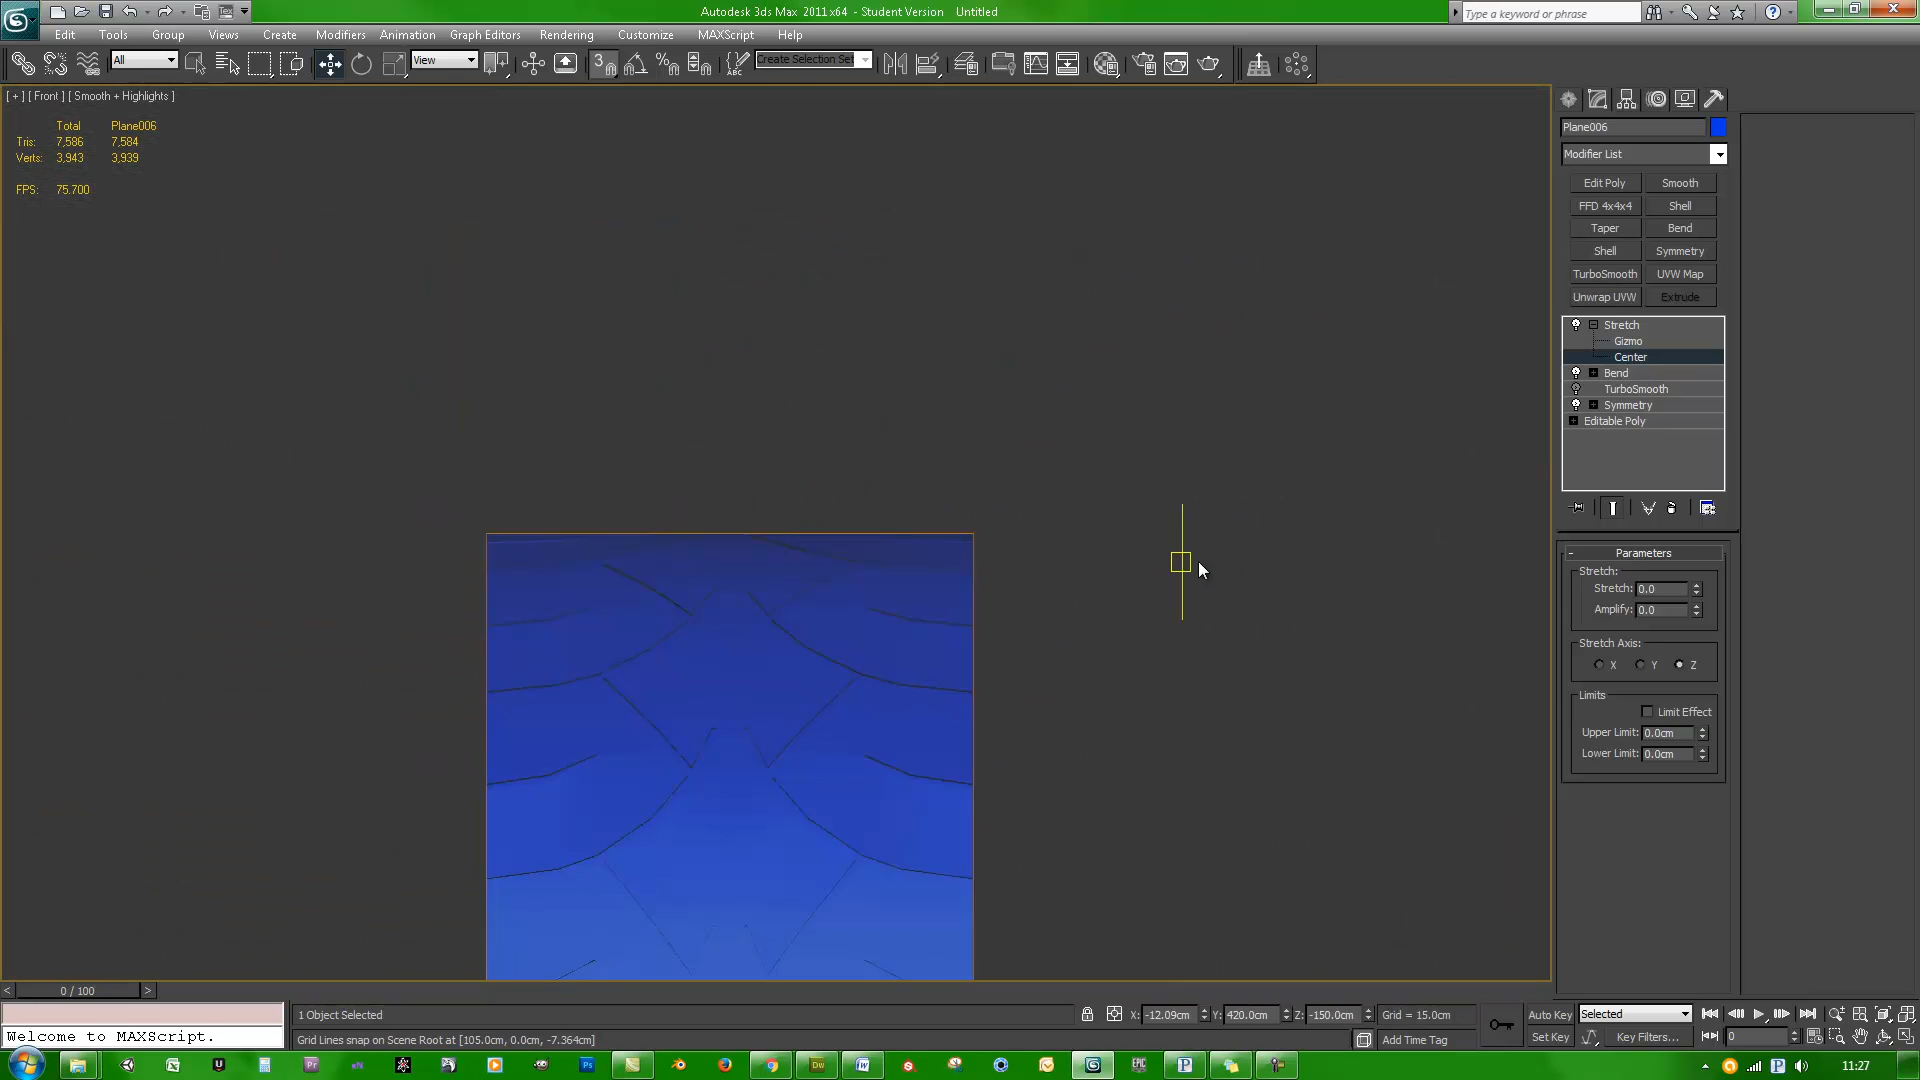 Autodesk 3ds Max 2011 x64 - Student Version Untitled
Type a keyword or phrase
Edit Tools Group Views Create Modifiers Animation Graph Editors Rendering Customize MAXScript Help
All View Create Selection Set
[ + ] [ Front ] [ Smooth + Highlights ]
Total Plane006
Tris: 7,586 7,584
Verts: 3,943 3,939
FPS: 75.700
Plane006
Modifier List
Edit Poly Smooth
FFD 4x4x4 Shell
Taper Bend
Shell Symmetry
TurboSmooth UVW Map
Unwrap UVW Extrude
Stretch
Gizmo
Center
Bend
TurboSmooth
Symmetry
Editable Poly
- Parameters
Stretch:
Stretch: 0.0
Amplify: 0.0
Stretch Axis:
X Y Z
Limits
Limit Effect
Upper Limit: 0.0cm
Lower Limit: 0.0cm
< 0 / 100 >
1 Object Selected X: -12.09cm Y: 420.0cm Z: -150.0cm Grid = 15.0cm Auto Key Selected
Welcome to MAXScript. Grid Lines snap on Scene Root at [105.0cm, 0.0cm, -7.364cm] Add Time Tag Set Key Key Filters... 0
11:27